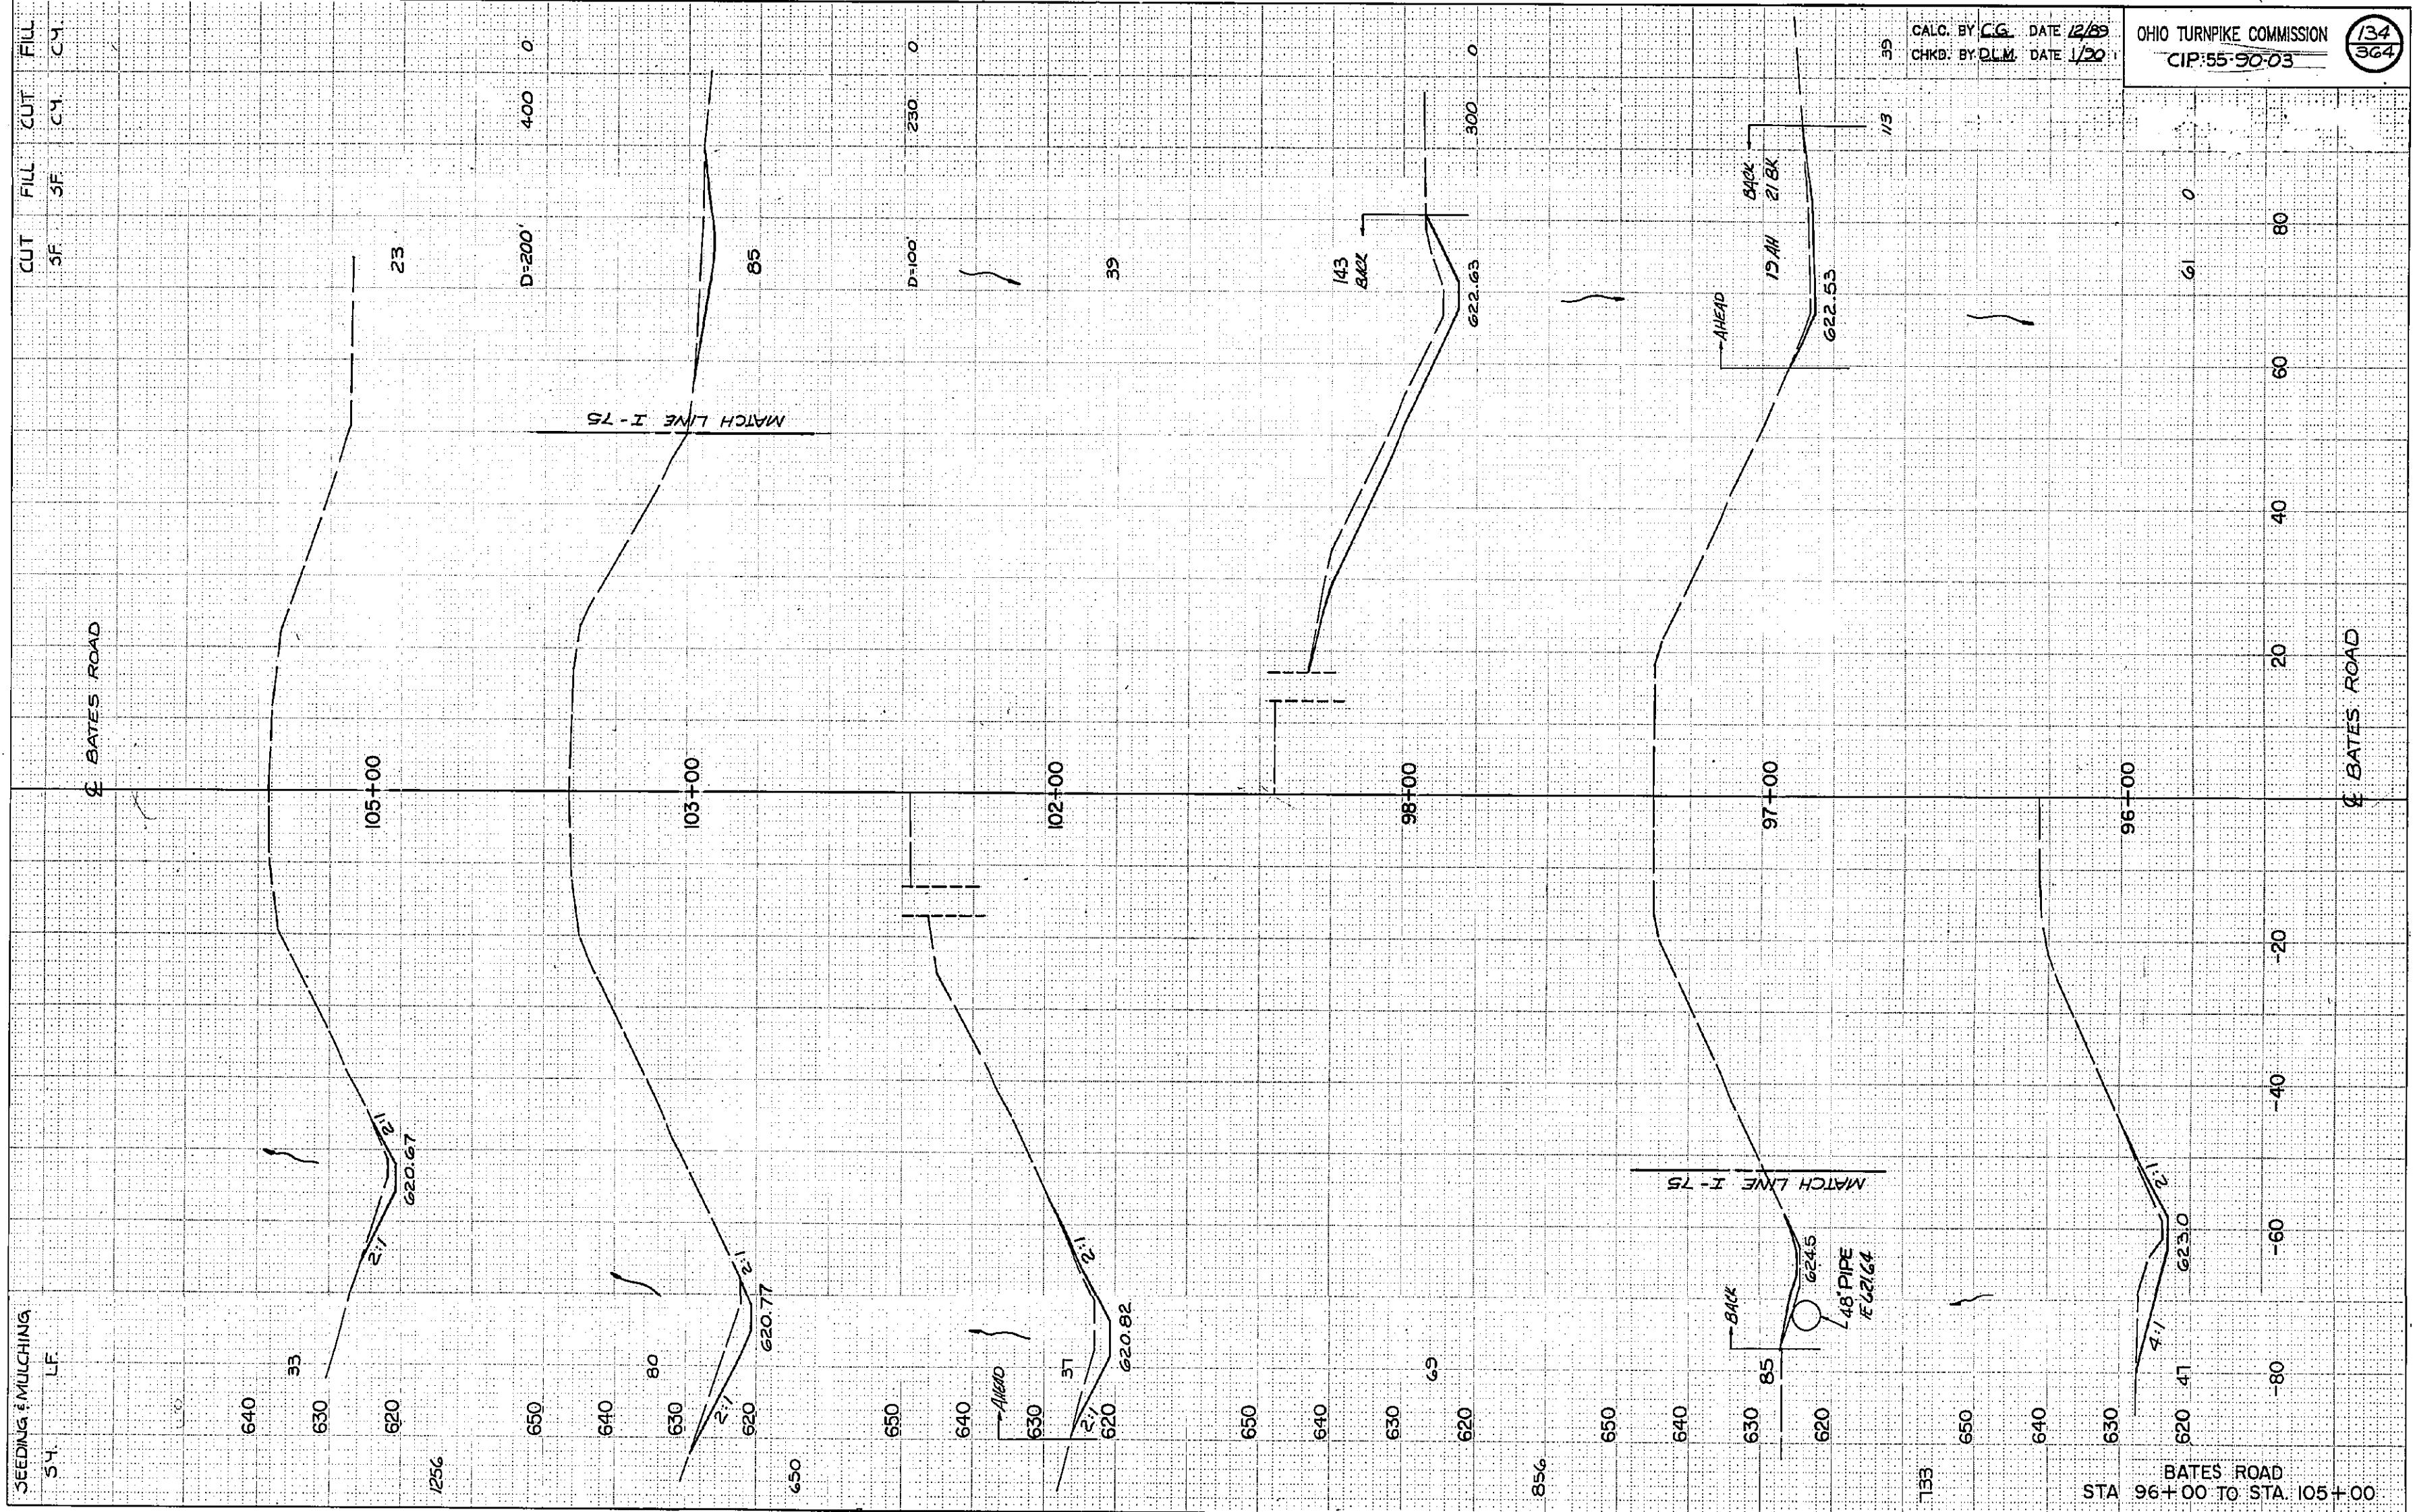 CALC. BY C.G. DATE 12/89
CHKD. BY D.L.M. DATE 1/90
OHIO TURNPIKE COMMISSION
CIP:55-90-03
134
364
SEEDING & MULCHING
S.Y. L.F.
CUT FILL CUT FILL
S.F. S.F. C.Y. C.Y.
℄ BATES ROAD
105+00
640
630
620
33
2:1
620.67
2:1
23
1256
D=200'
400 0
103+00
650
640
630
620
80
2:1
620.77
2:1
MATCH LINE I-75
85
650
D=100'
230 0
102+00
650
640
630
620
AHEAD
37
2:1
620.82
2:1
39
98+00
650
640
630
620
69
143
BACK
622.63
300 0
856
97+00
650
640
630
620
85
BACK
48" PIPE
IE 621.64
624.5
MATCH LINE I-75
AHEAD
19 AH
BACK
21 BK
622.53
733
113 39
96+00
650
640
630
620
47
4:1
623.0
2:1
61 0
-80 -60 -40 -20 20 40 60 80
℄ BATES ROAD
BATES ROAD
STA 96+00 TO STA. 105+00